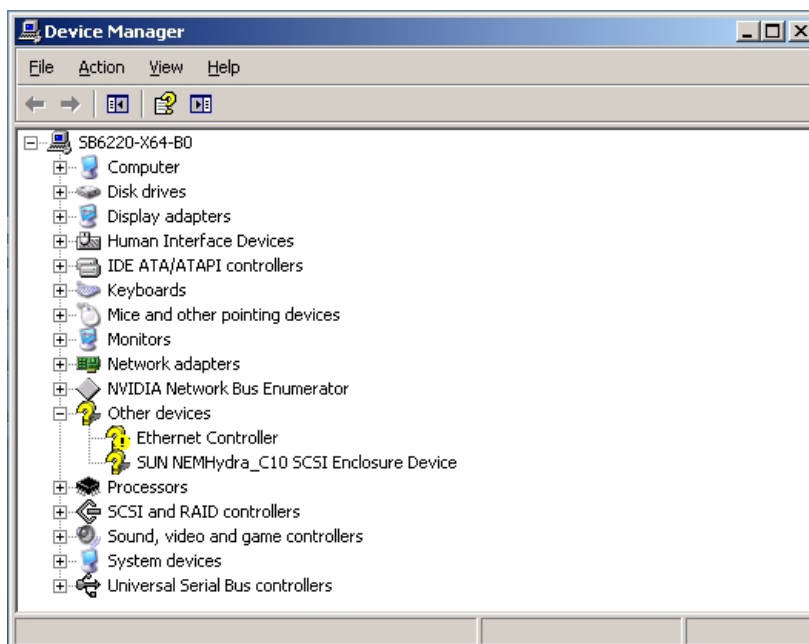 Device Manager
File Action View Help
SB6220-X64-B0
Computer
Disk drives
Display adapters
Human Interface Devices
IDE ATA/ATAPI controllers
Keyboards
Mice and other pointing devices
Monitors
Network adapters
NVIDIA Network Bus Enumerator
Other devices
Ethernet Controller
SUN NEMHydra_C10 SCSI Enclosure Device
Processors
SCSI and RAID controllers
Sound, video and game controllers
System devices
Universal Serial Bus controllers